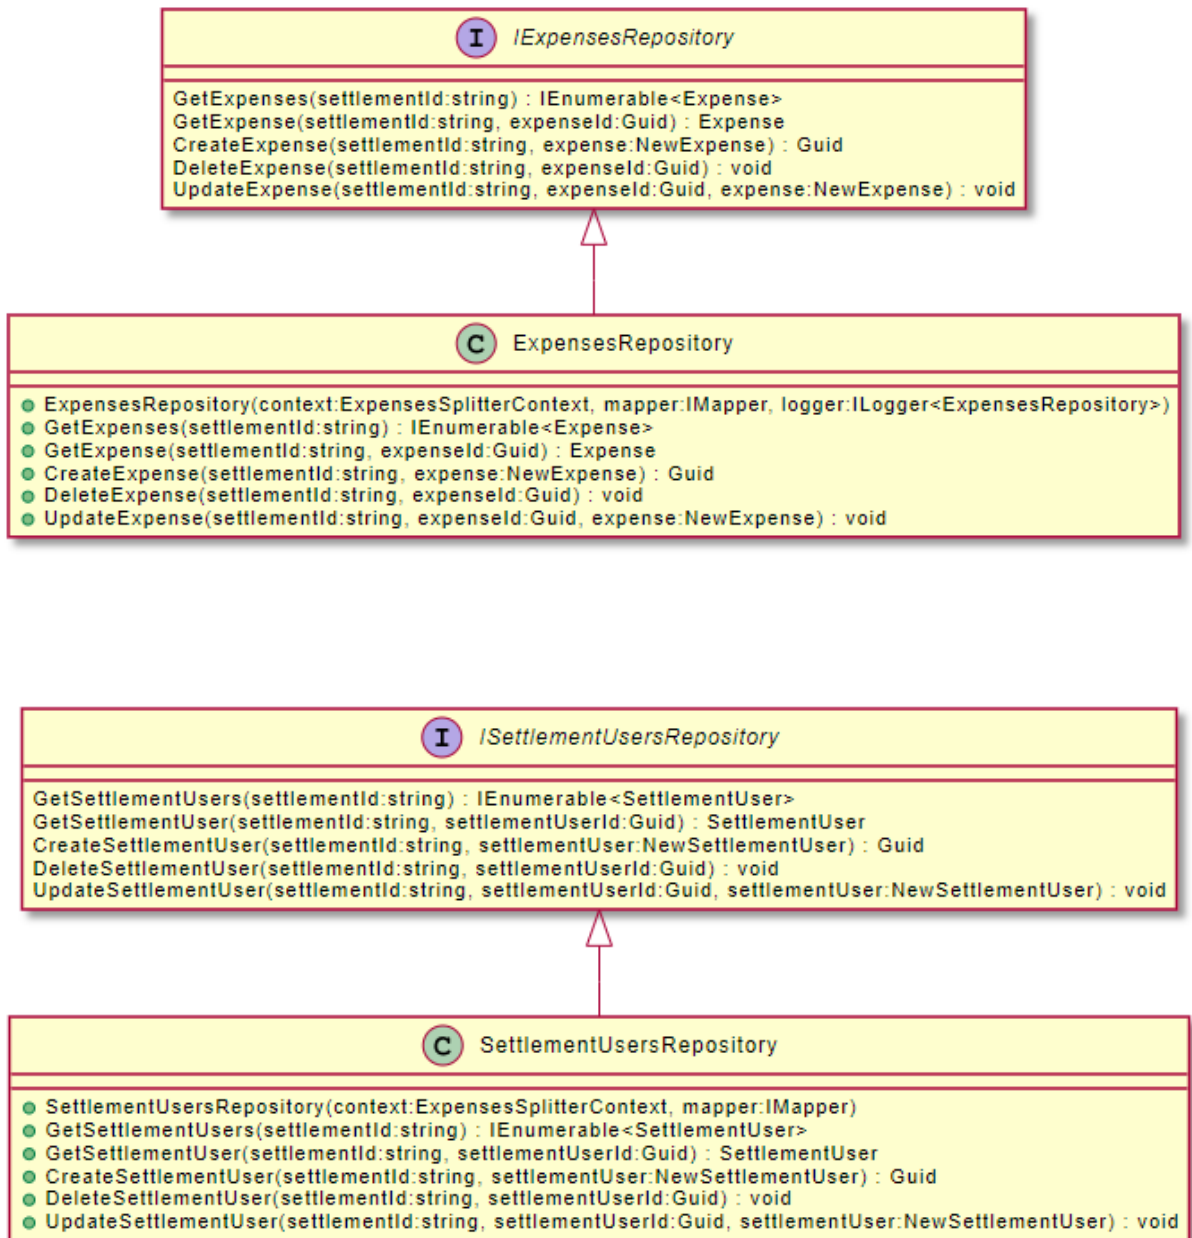 I IExpensesRepository
GetExpenses(settlementId:string) : IEnumerable<Expense>
GetExpense(settlementId:string, expenseId:Guid) : Expense
CreateExpense(settlementId:string, expense:NewExpense) : Guid
DeleteExpense(settlementId:string, expenseId:Guid) : void
UpdateExpense(settlementId:string, expenseId:Guid, expense:NewExpense) : void
C ExpensesRepository
ExpensesRepository(context:ExpensesSplitterContext, mapper:IMapper, logger:ILogger<ExpensesRepository>)
GetExpenses(settlementId:string) : IEnumerable<Expense>
GetExpense(settlementId:string, expenseId:Guid) : Expense
CreateExpense(settlementId:string, expense:NewExpense) : Guid
DeleteExpense(settlementId:string, expenseId:Guid) : void
UpdateExpense(settlementId:string, expenseId:Guid, expense:NewExpense) : void
I ISettlementUsersRepository
GetSettlementUsers(settlementId:string) : IEnumerable<SettlementUser>
GetSettlementUser(settlementId:string, settlementUserId:Guid) : SettlementUser
CreateSettlementUser(settlementId:string, settlementUser:NewSettlementUser) : Guid
DeleteSettlementUser(settlementId:string, settlementUserId:Guid) : void
UpdateSettlementUser(settlementId:string, settlementUserId:Guid, settlementUser:NewSettlementUser) : void
C SettlementUsersRepository
SettlementUsersRepository(context:ExpensesSplitterContext, mapper:IMapper)
GetSettlementUsers(settlementId:string) : IEnumerable<SettlementUser>
GetSettlementUser(settlementId:string, settlementUserId:Guid) : SettlementUser
CreateSettlementUser(settlementId:string, settlementUser:NewSettlementUser) : Guid
DeleteSettlementUser(settlementId:string, settlementUserId:Guid) : void
UpdateSettlementUser(settlementId:string, settlementUserId:Guid, settlementUser:NewSettlementUser) : void